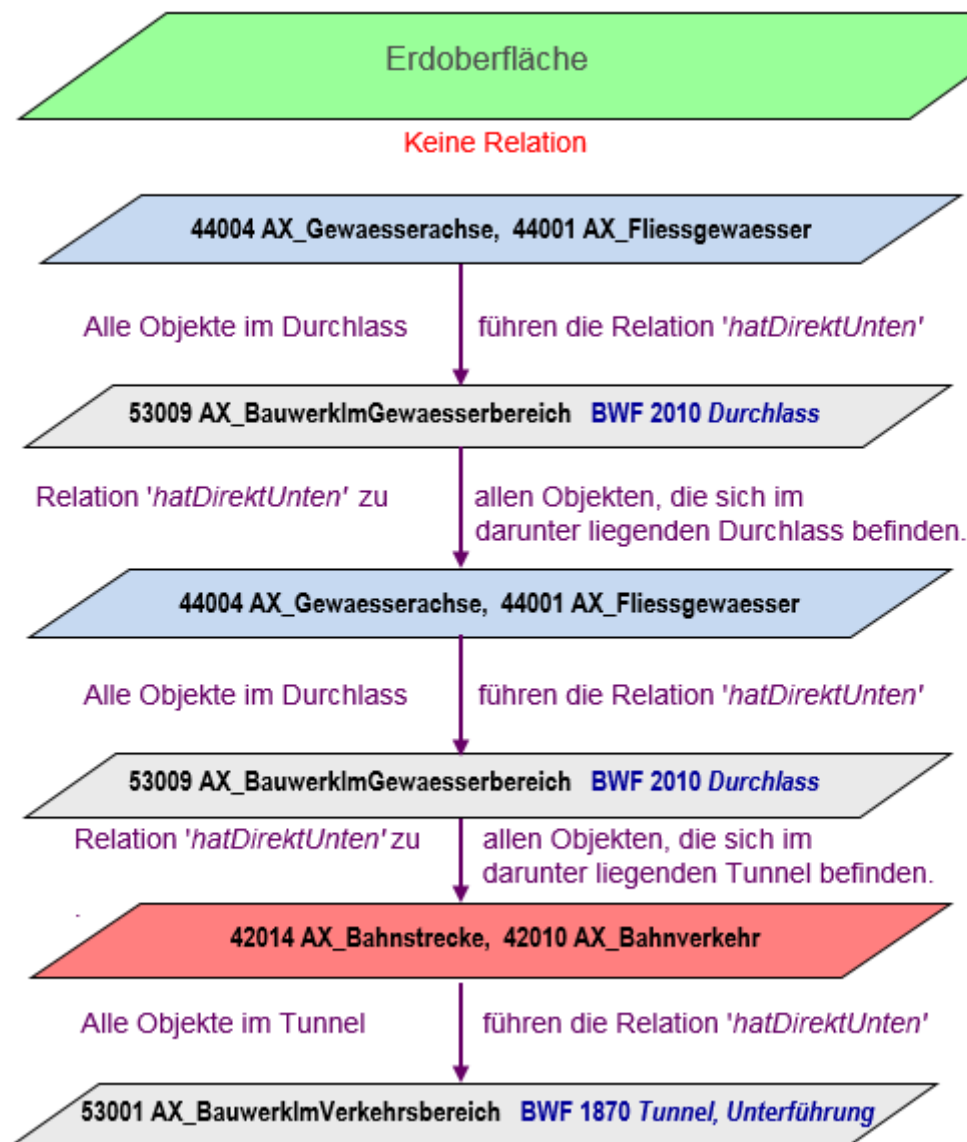 Erdoberfläche
Keine Relation
44004 AX_Gewaesserachse, 44001 AX_Fliessgewaesser
Alle Objekte im Durchlass führen die Relation 'hatDirektUnten'
53009 AX_BauwerkImGewaesserbereich BWF 2010 Durchlass
Relation 'hatDirektUnten' zu allen Objekten, die sich im
darunter liegenden Durchlass befinden.
44004 AX_Gewaesserachse, 44001 AX_Fliessgewaesser
Alle Objekte im Durchlass führen die Relation 'hatDirektUnten'
53009 AX_BauwerkImGewaesserbereich BWF 2010 Durchlass
Relation 'hatDirektUnten' zu allen Objekten, die sich im
darunter liegenden Tunnel befinden.
.
42014 AX_Bahnstrecke, 42010 AX_Bahnverkehr
Alle Objekte im Tunnel führen die Relation 'hatDirektUnten'
53001 AX_BauwerkImVerkehrsbereich BWF 1870 Tunnel, Unterführung